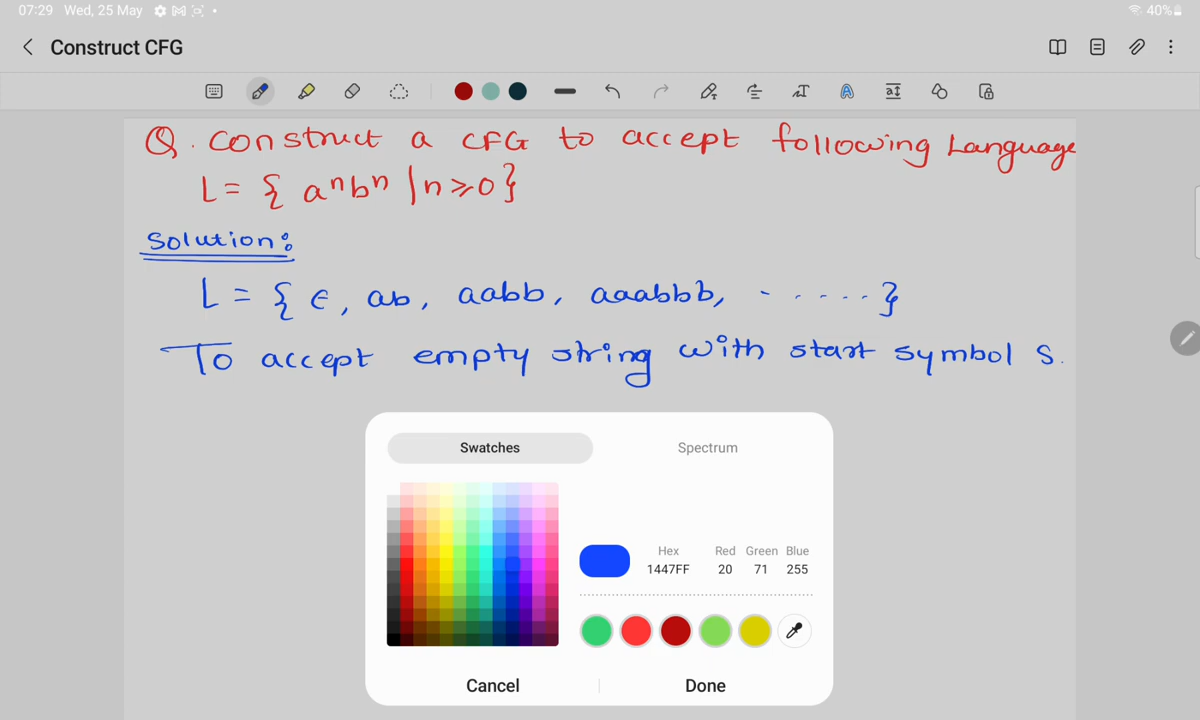 07:29 Wed, 25 May
40%
Construct CFG
Q. Construct a CFG to accept following Language
L = { aⁿbⁿ | n ⩾ 0 }
Solution:
L = { ϵ, ab, aabb, aaabbb, - - - - - - }
To accept empty string with start symbol S.
Swatches Spectrum
Hex Red Green Blue
1447FF 20 71 255
Cancel Done